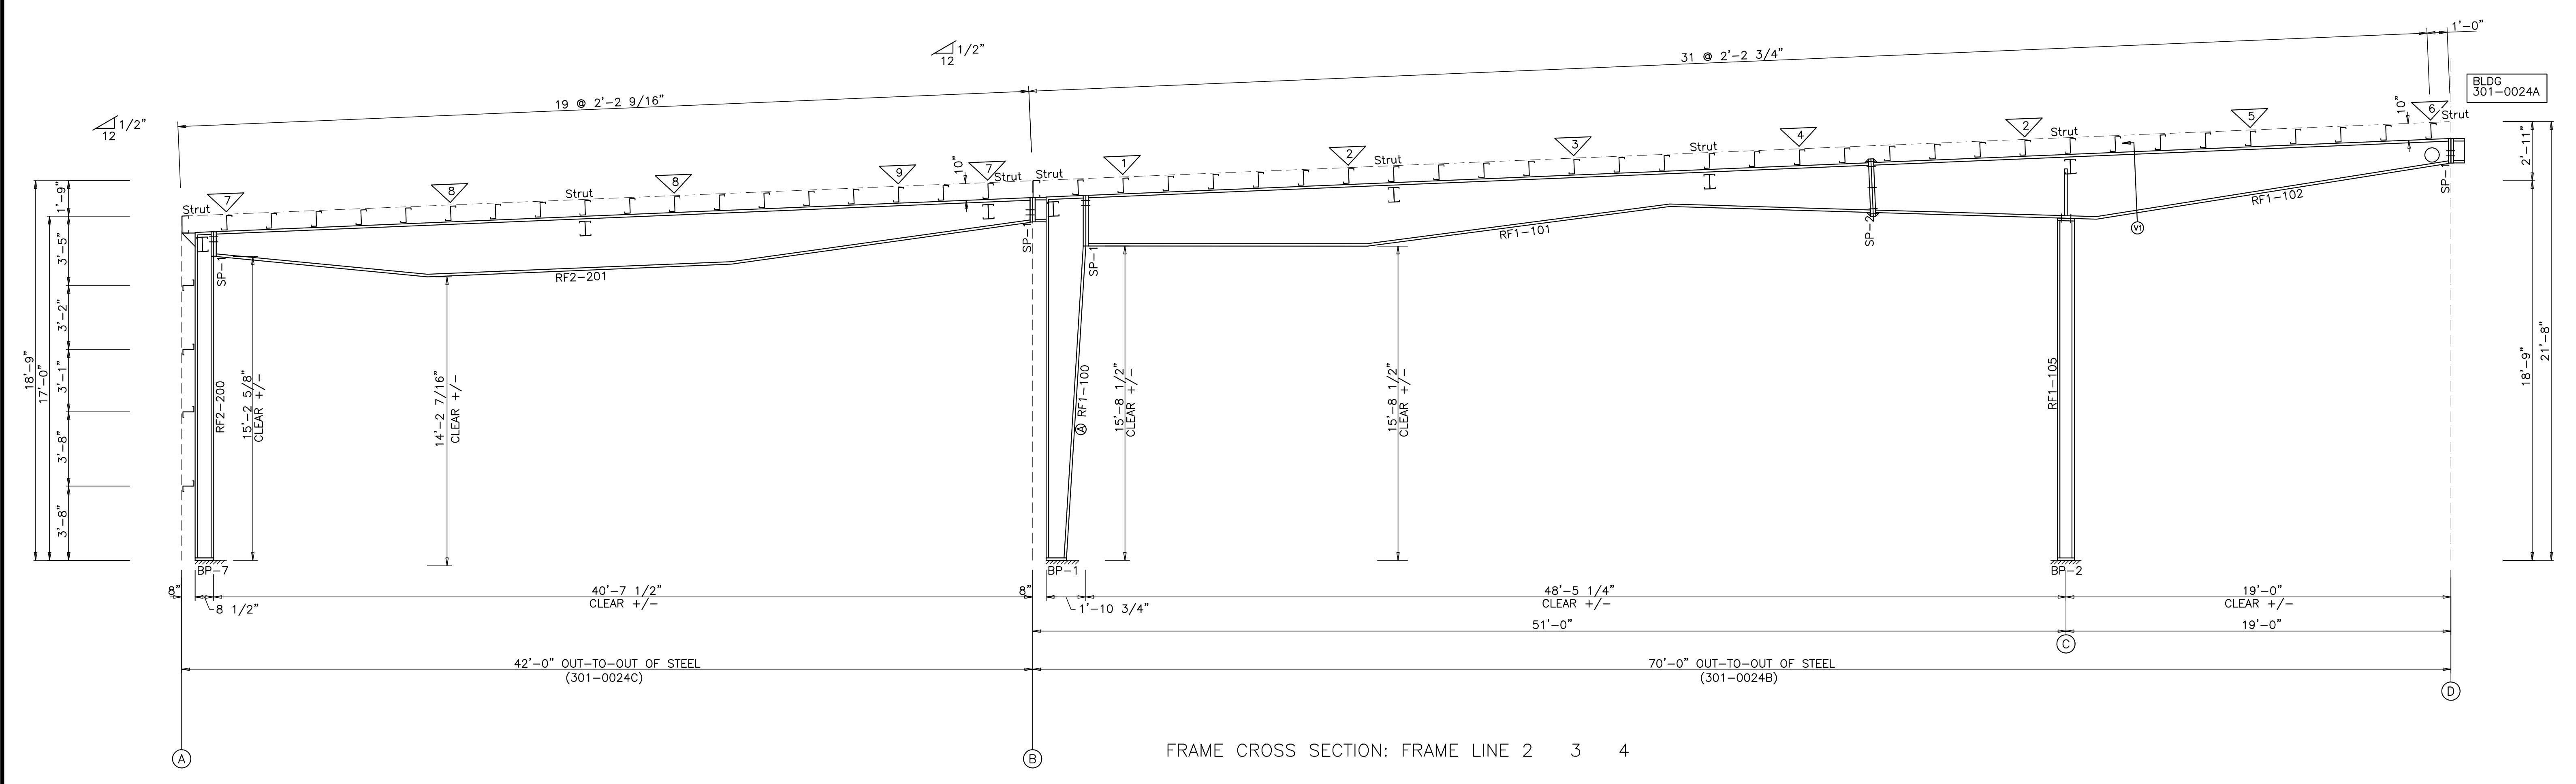 1'-0"
31 @ 2'-2 3/4"
1/2"
12
BLDG
301-0024A
19 @ 2'-2 9/16"
1/2"
12
10"
6
Strut
5
2
Strut
4
Strut
3
2
Strut
1
Strut
Strut
7
10"
9
8
Strut
8
7
Strut
SP-1
RF2-201
SP-1
SP-1
RF1-101
SP-2
V1
RF1-102
SP-1
1'-9"
3'-5"
3'-2"
3'-1"
3'-8"
3'-8"
18'-9"
17'-0"
2'-11"
18'-9"
21'-8"
RF2-200
15'-2 5/8"
CLEAR +/-
14'-2 7/16"
CLEAR +/-
A RF1-100
15'-8 1/2"
CLEAR +/-
15'-8 1/2"
CLEAR +/-
RF1-105
BP-7
BP-1
BP-2
8"
8 1/2"
40'-7 1/2"
CLEAR +/-
8"
1'-10 3/4"
48'-5 1/4"
CLEAR +/-
19'-0"
CLEAR +/-
51'-0"
19'-0"
C
42'-0" OUT-TO-OUT OF STEEL
(301-0024C)
70'-0" OUT-TO-OUT OF STEEL
(301-0024B)
D
A
B
FRAME CROSS SECTION: FRAME LINE 2 3 4